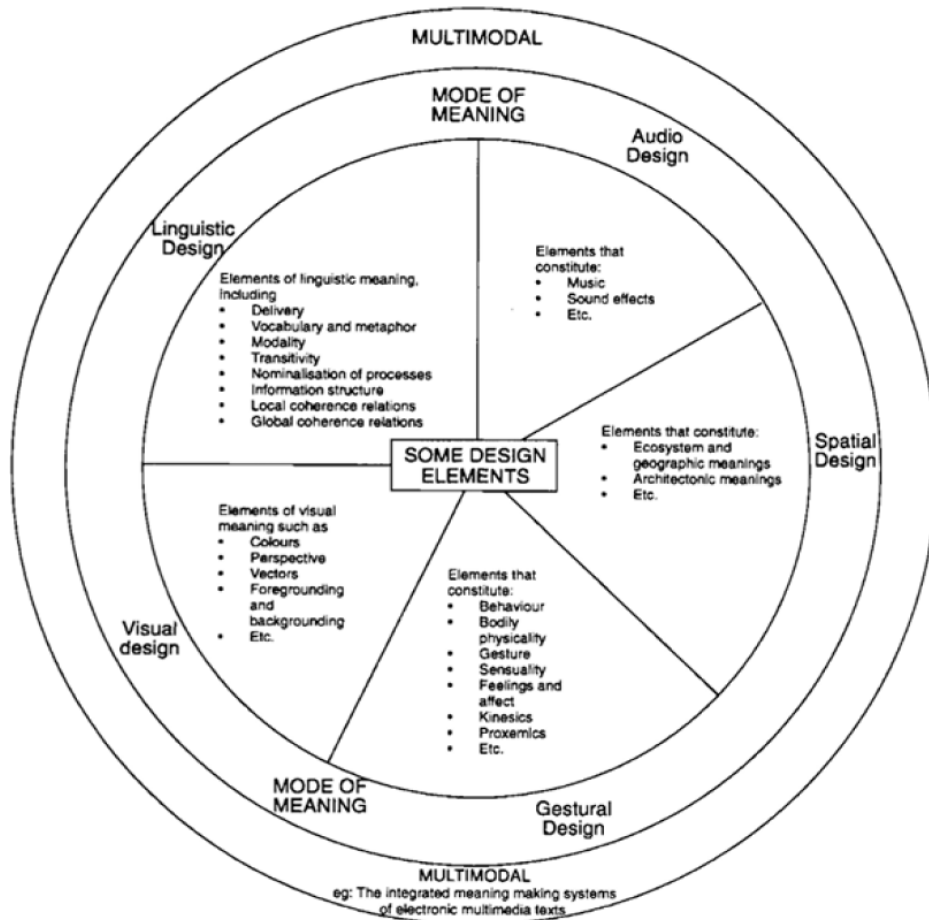 MULTIMODAL
MODE OF
MEANING
Audio
Design
Linguistic
Design
Elements of linguistic meaning,
including
• Delivery
• Vocabulary and metaphor
• Modality
• Transitivity
• Nominalisation of processes
• Information structure
• Local coherence relations
• Global coherence relations
Elements that
constitute:
• Music
• Sound effects
• Etc.
SOME DESIGN
ELEMENTS
Elements that constitute:
• Ecosystem and
geographic meanings
• Architectonic meanings
• Etc.
Spatial
Design
Elements of visual
meaning such as
• Colours
• Perspective
• Vectors
• Foregrounding
and
backgrounding
• Etc.
Visual
design
Elements that
constitute:
• Behaviour
• Bodily
physicality
• Gesture
• Sensuality
• Feelings and
affect
• Kinesics
• Proxemics
• Etc.
MODE OF
MEANING
Gestural
Design
MULTIMODAL
eg: The integrated meaning making systems
of electronic multimedia texts